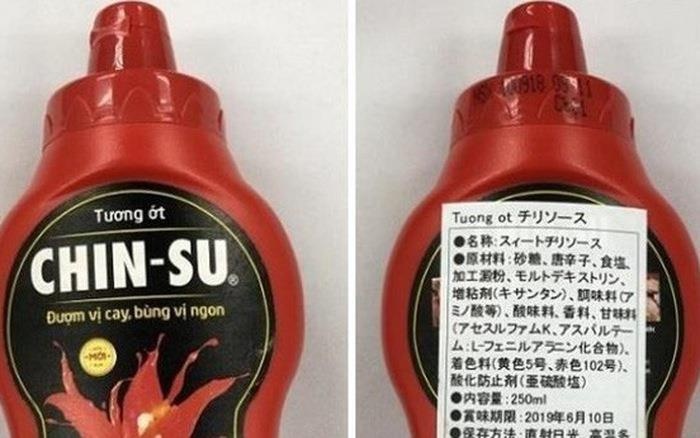 Tương ớt
CHIN-SU®
Đượm vị cay, bùng vị ngon
MỚI
Tuong ot チリソース
●名称:スィートチリソース
●原材料:砂糖、唐辛子、食塩、
加工澱粉、モルトデキストリン、
増粘剤(キサンタン)、調味料(ア
ミノ酸等)、酸味料、香料、甘味料
(アセスルファムK、アスパルテー
ム:L-フェニルアラニン化合物)、
着色料(黄色5号、赤色102号)、
酸化防止剤(亜硫酸塩)
●内容量:250ml
●賞味期限:2019年6月10日
●保存方法:直射日光、高温多